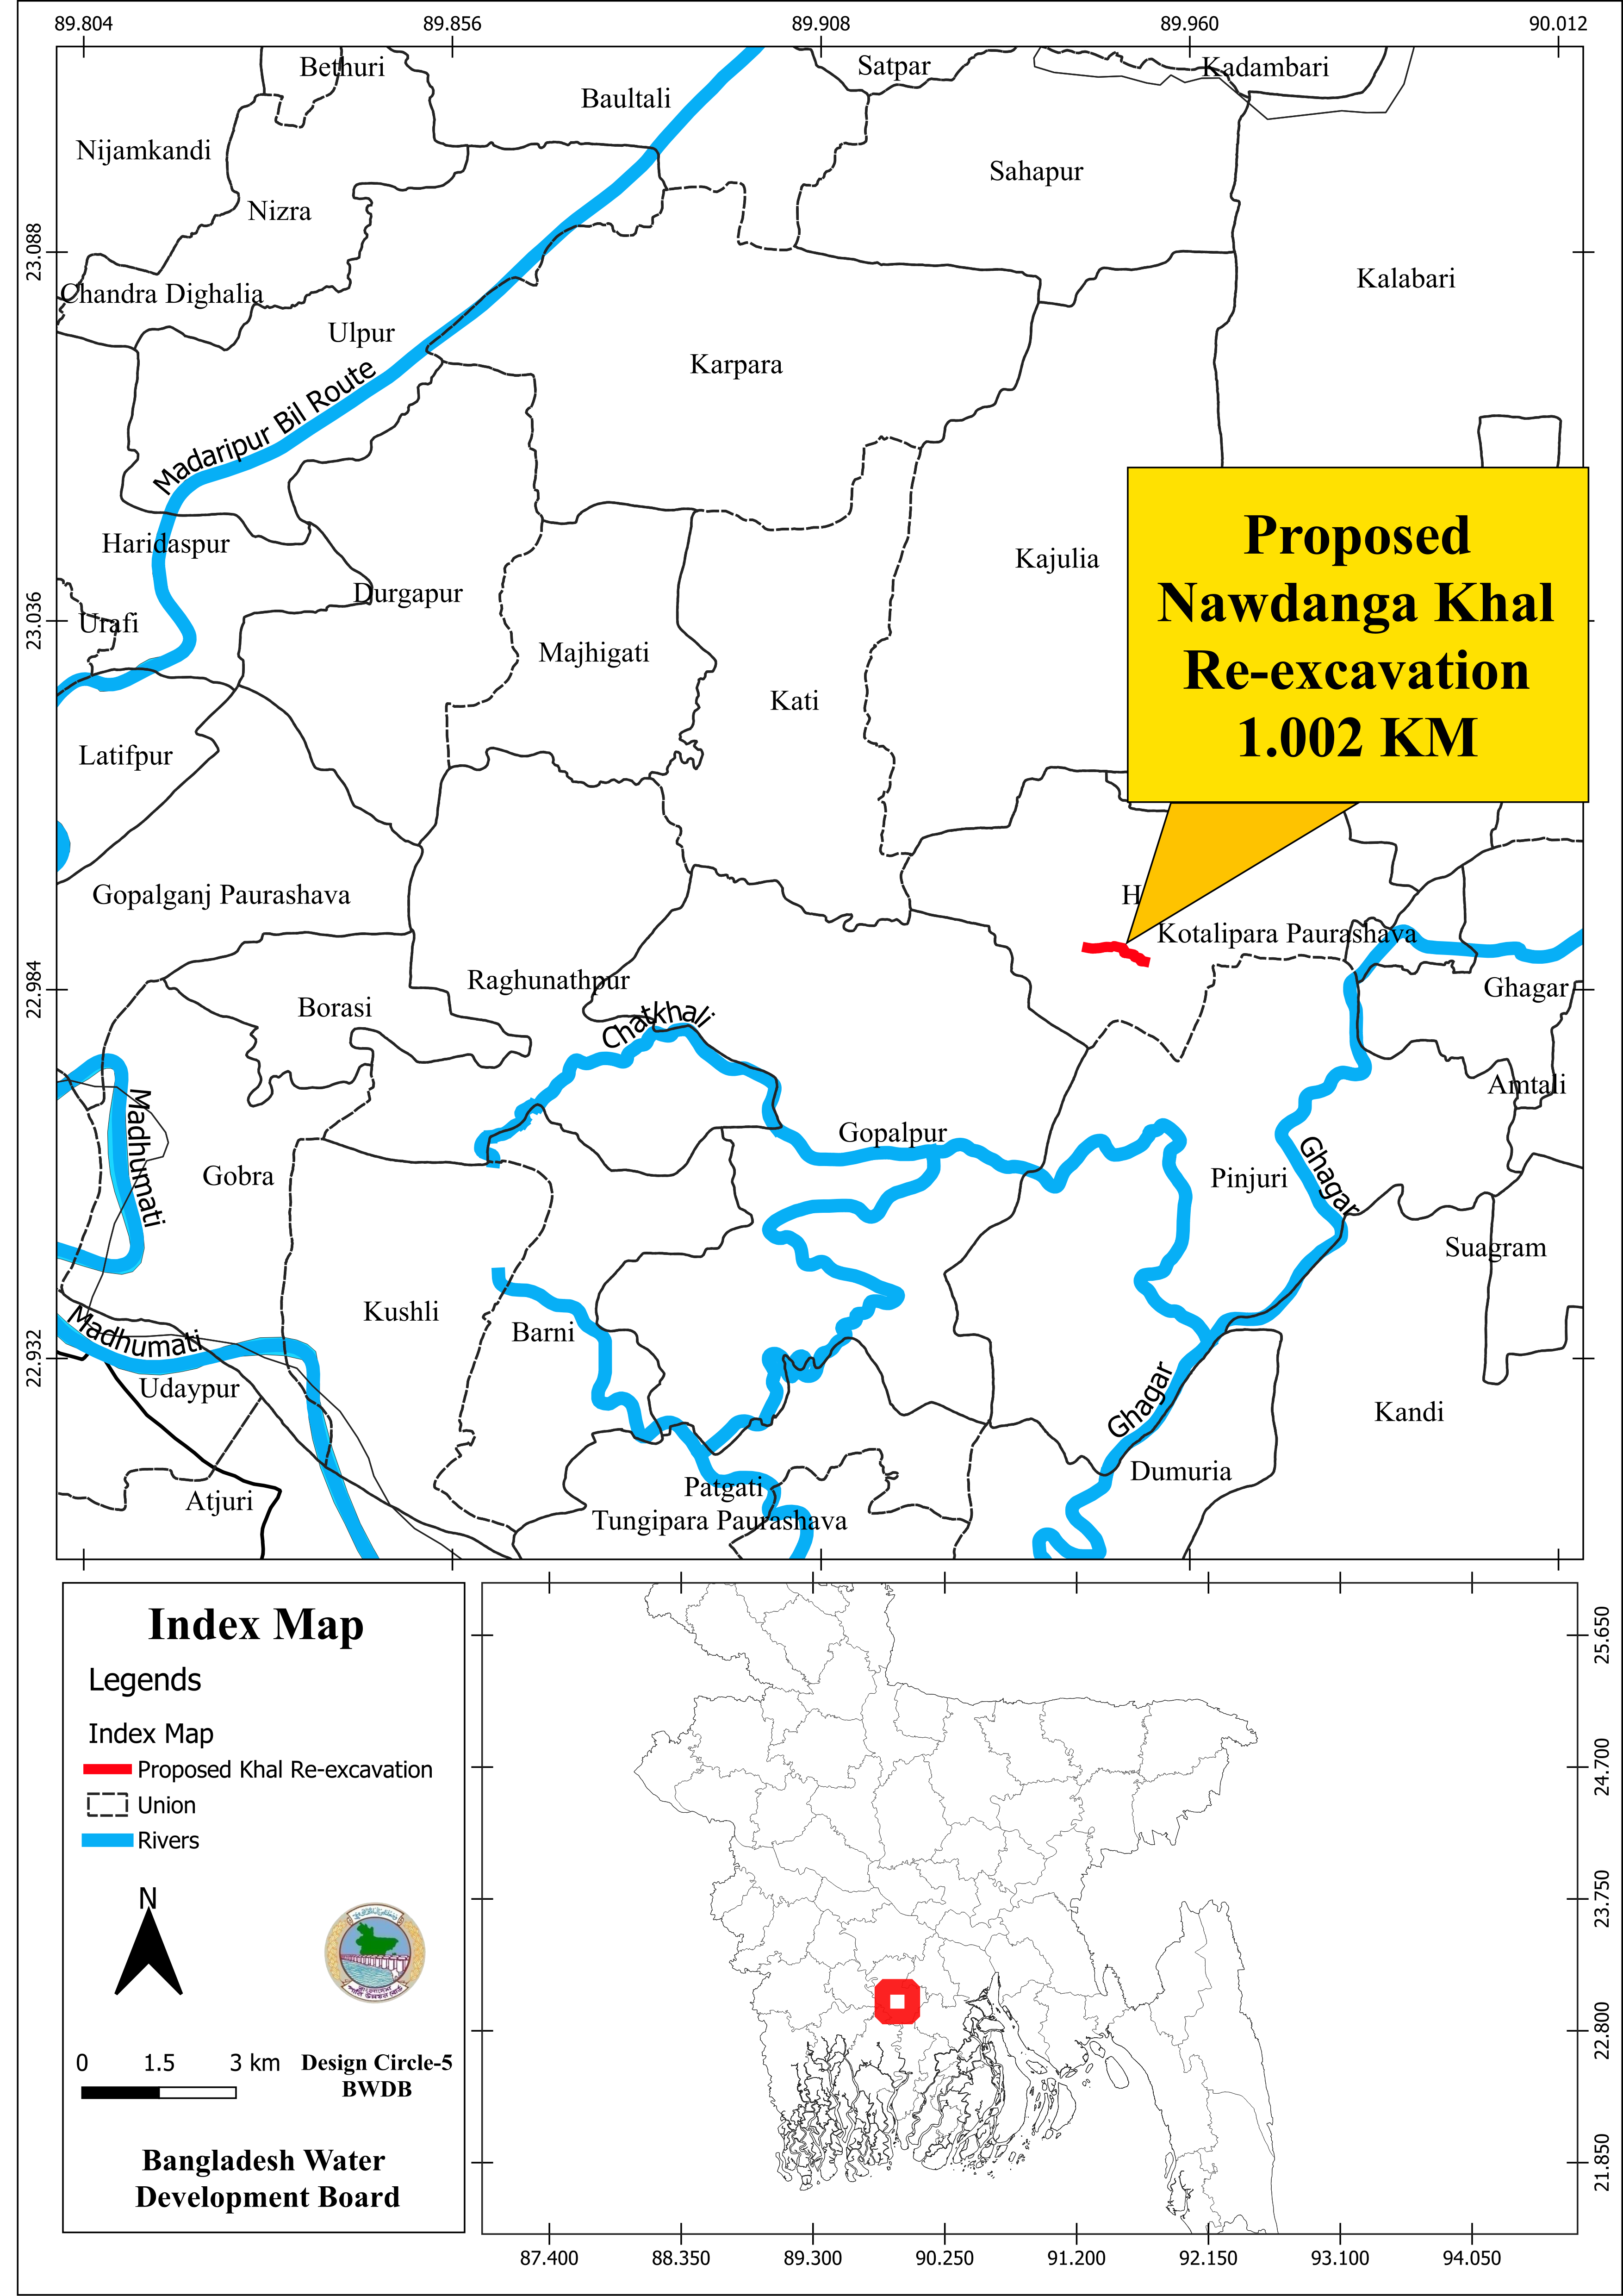 89.804
89.856
89.908
89.960
90.012
Bethuri
Satpar
Kadambari
Baultali
Nijamkandi
Sahapur
Nizra
23.088
Kalabari
Chandra Dighalia
Ulpur
Karpara
Madaripur Bil Route
Proposed
Nawdanga Khal
Re-excavation
1.002 KM
Haridaspur
Kajulia
Durgapur
23.036
Urafi
Majhigati
Kati
Latifpur
Gopalganj Paurashava
H
Kotalipara Paurashava
Raghunathpur
22.984
Ghagar
Borasi
Chatkhali
Amtali
Madhumati
Gopalpur
Gobra
Pinjuri
Ghagar
Suagram
Kushli
Barni
Madhumati
22.932
Udaypur
Ghagar
Kandi
Dumuria
Patgati
Atjuri
Tungipara Paurashava
Index Map
Legends
Index Map
Proposed Khal Re-excavation
Union
Rivers
N
0 1.5 3 km
Design Circle-5
BWDB
Bangladesh Water
Development Board
25.650
24.700
23.750
22.800
21.850
87.400
88.350
89.300
90.250
91.200
92.150
93.100
94.050